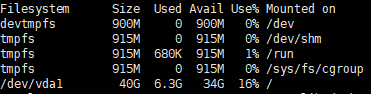 Filesystem      Size  Used Avail Use% Mounted on
devtmpfs        900M     0  900M   0% /dev
tmpfs           915M     0  915M   0% /dev/shm
tmpfs           915M  680K  915M   1% /run
tmpfs           915M     0  915M   0% /sys/fs/cgroup
/dev/vda1        40G  6.3G   34G  16% /